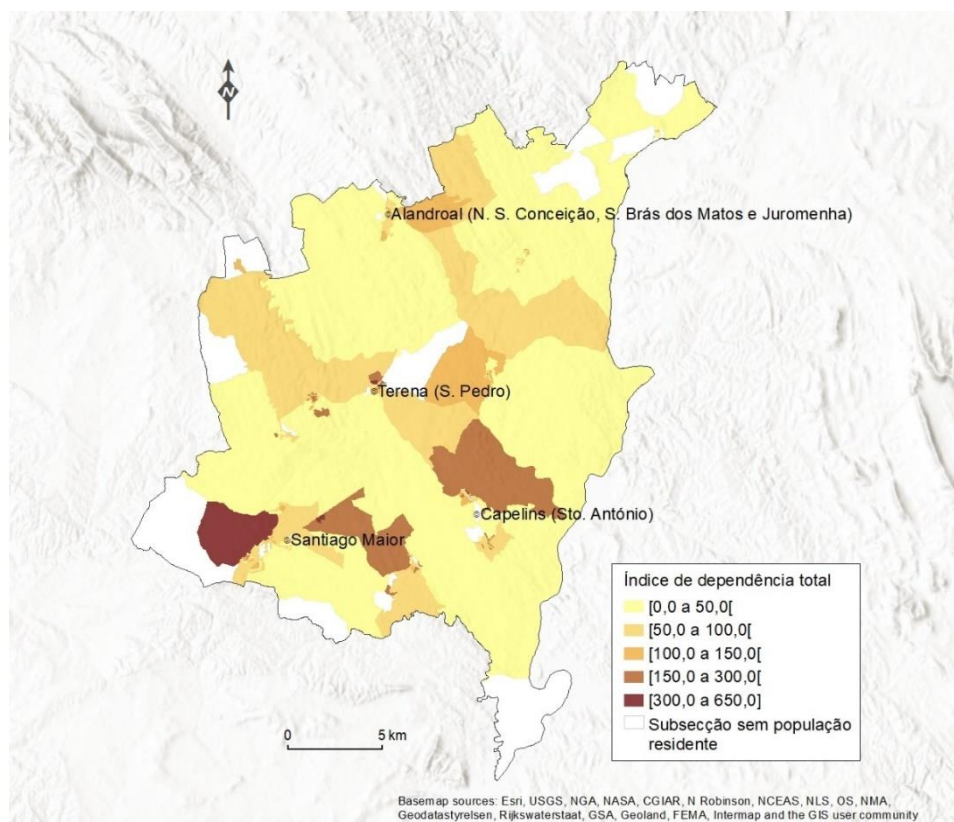 N
Alandroal (N. S. Conceição, S. Brás dos Matos e Juromenha)
Terena (S. Pedro)
Capelins (Sto. António)
Santiago Maior
Índice de dependência total
[0,0 a 50,0[
[50,0 a 100,0[
[100,0 a 150,0[
[150,0 a 300,0[
[300,0 a 650,0]
Subsecção sem população
residente
0 5 km
Basemap sources: Esri, USGS, NGA, NASA, CGIAR, N Robinson, NCEAS, NLS, OS, NMA,
Geodatastyrelsen, Rijkswaterstaat, GSA, Geoland, FEMA, Intermap and the GIS user community